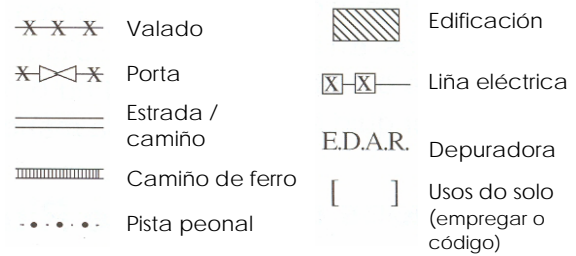 X X X Valado
X X Porta
Estrada /
camiño
Camiño de ferro
Pista peonal
Edificación
X X Liña eléctrica
E.D.A.R. Depuradora
[ ] Usos do solo
(empregar o
código)